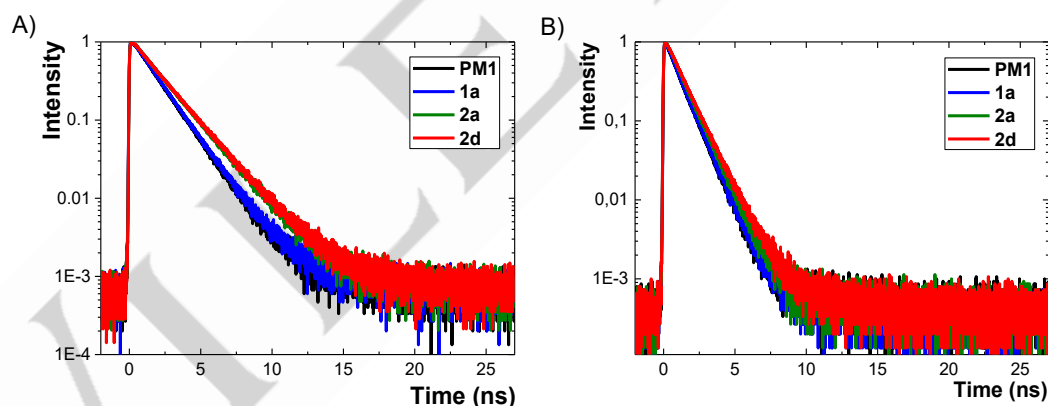 A)
Intensity
1
0.1
0.01
1E-3
1E-4
0
5
10
15
20
25
Time (ns)
PM1
1a
2a
2d
B)
Intensity
1
0,1
0,01
1E-3
0
5
10
15
20
25
Time (ns)
PM1
1a
2a
2d